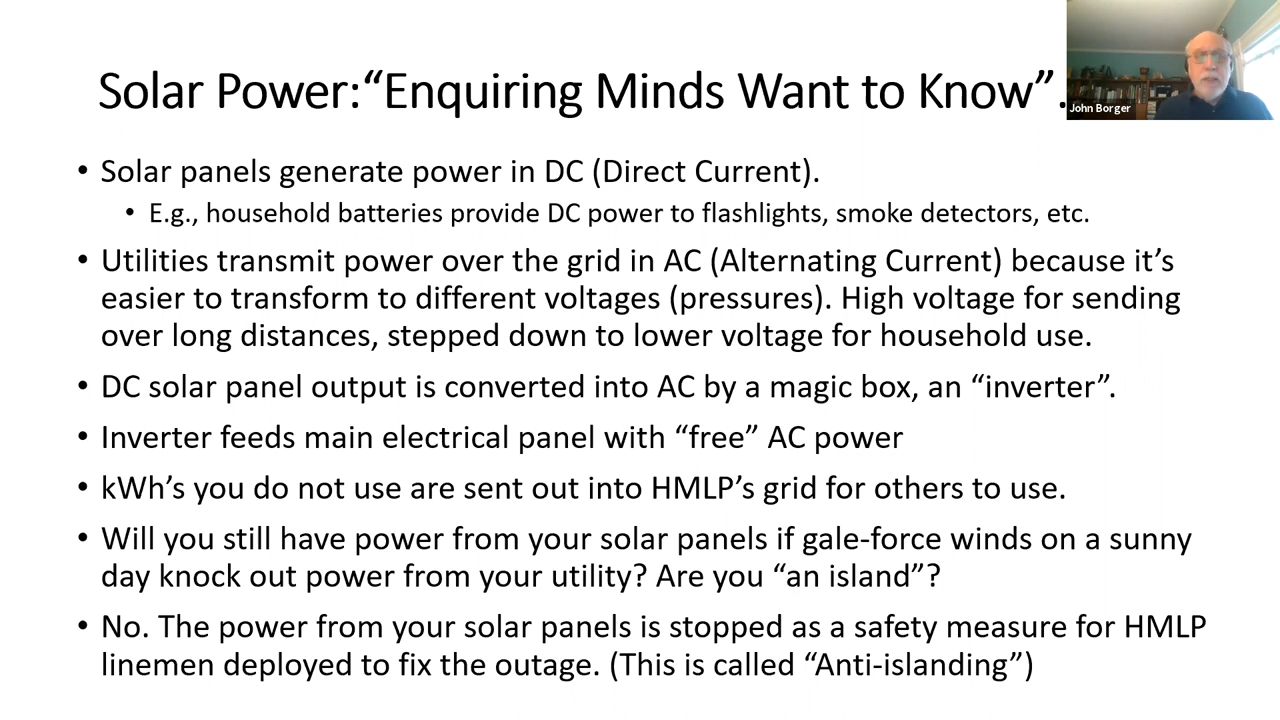 Solar Power:“Enquiring Minds Want to Know”.
John Borger
• Solar panels generate power in DC (Direct Current).
• E.g., household batteries provide DC power to flashlights, smoke detectors, etc.
• Utilities transmit power over the grid in AC (Alternating Current) because it’s
easier to transform to different voltages (pressures). High voltage for sending
over long distances, stepped down to lower voltage for household use.
• DC solar panel output is converted into AC by a magic box, an “inverter”.
• Inverter feeds main electrical panel with “free” AC power
• kWh’s you do not use are sent out into HMLP’s grid for others to use.
• Will you still have power from your solar panels if gale-force winds on a sunny
day knock out power from your utility? Are you “an island”?
• No. The power from your solar panels is stopped as a safety measure for HMLP
linemen deployed to fix the outage. (This is called “Anti-islanding”)